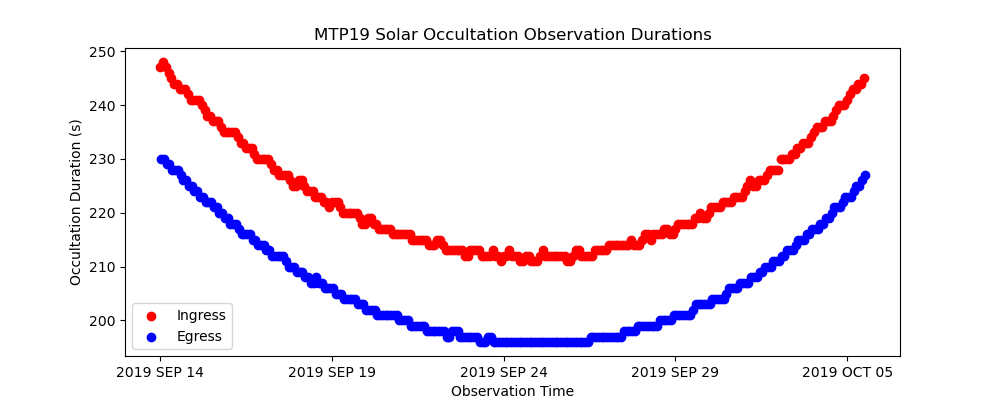 MTP19 Solar Occultation Observation Durations
Occultation Duration (s)
250
240
230
220
210
200
Ingress
Egress
2019 SEP 14
2019 SEP 19
2019 SEP 24
2019 SEP 29
2019 OCT 05
Observation Time